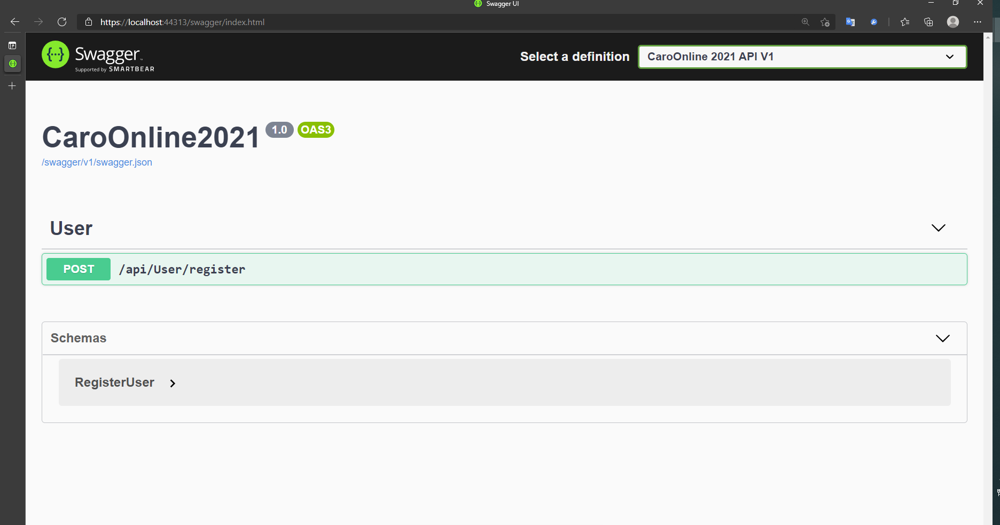 Swagger UI
https://localhost:44313/swagger/index.html
{···} Swagger™
Supported by SMARTBEAR
Select a definition
CaroOnline 2021 API V1
CaroOnline2021 1.0 OAS3
/swagger/v1/swagger.json
User
POST /api/User/register
Schemas
RegisterUser